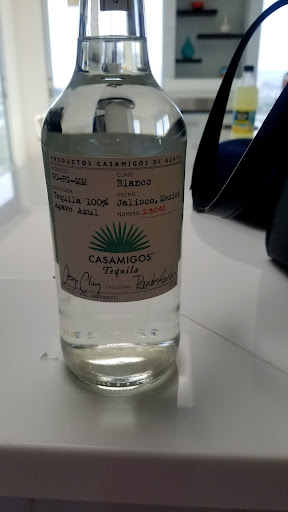 PRODUCTOS CASAMIGOS DE AGAVE
CLASE
Blanco
Tequila 100%
Agave Azul
HECHO
Jalisco, Mexico
NUMERO 23042
CASAMIGOS
Tequila